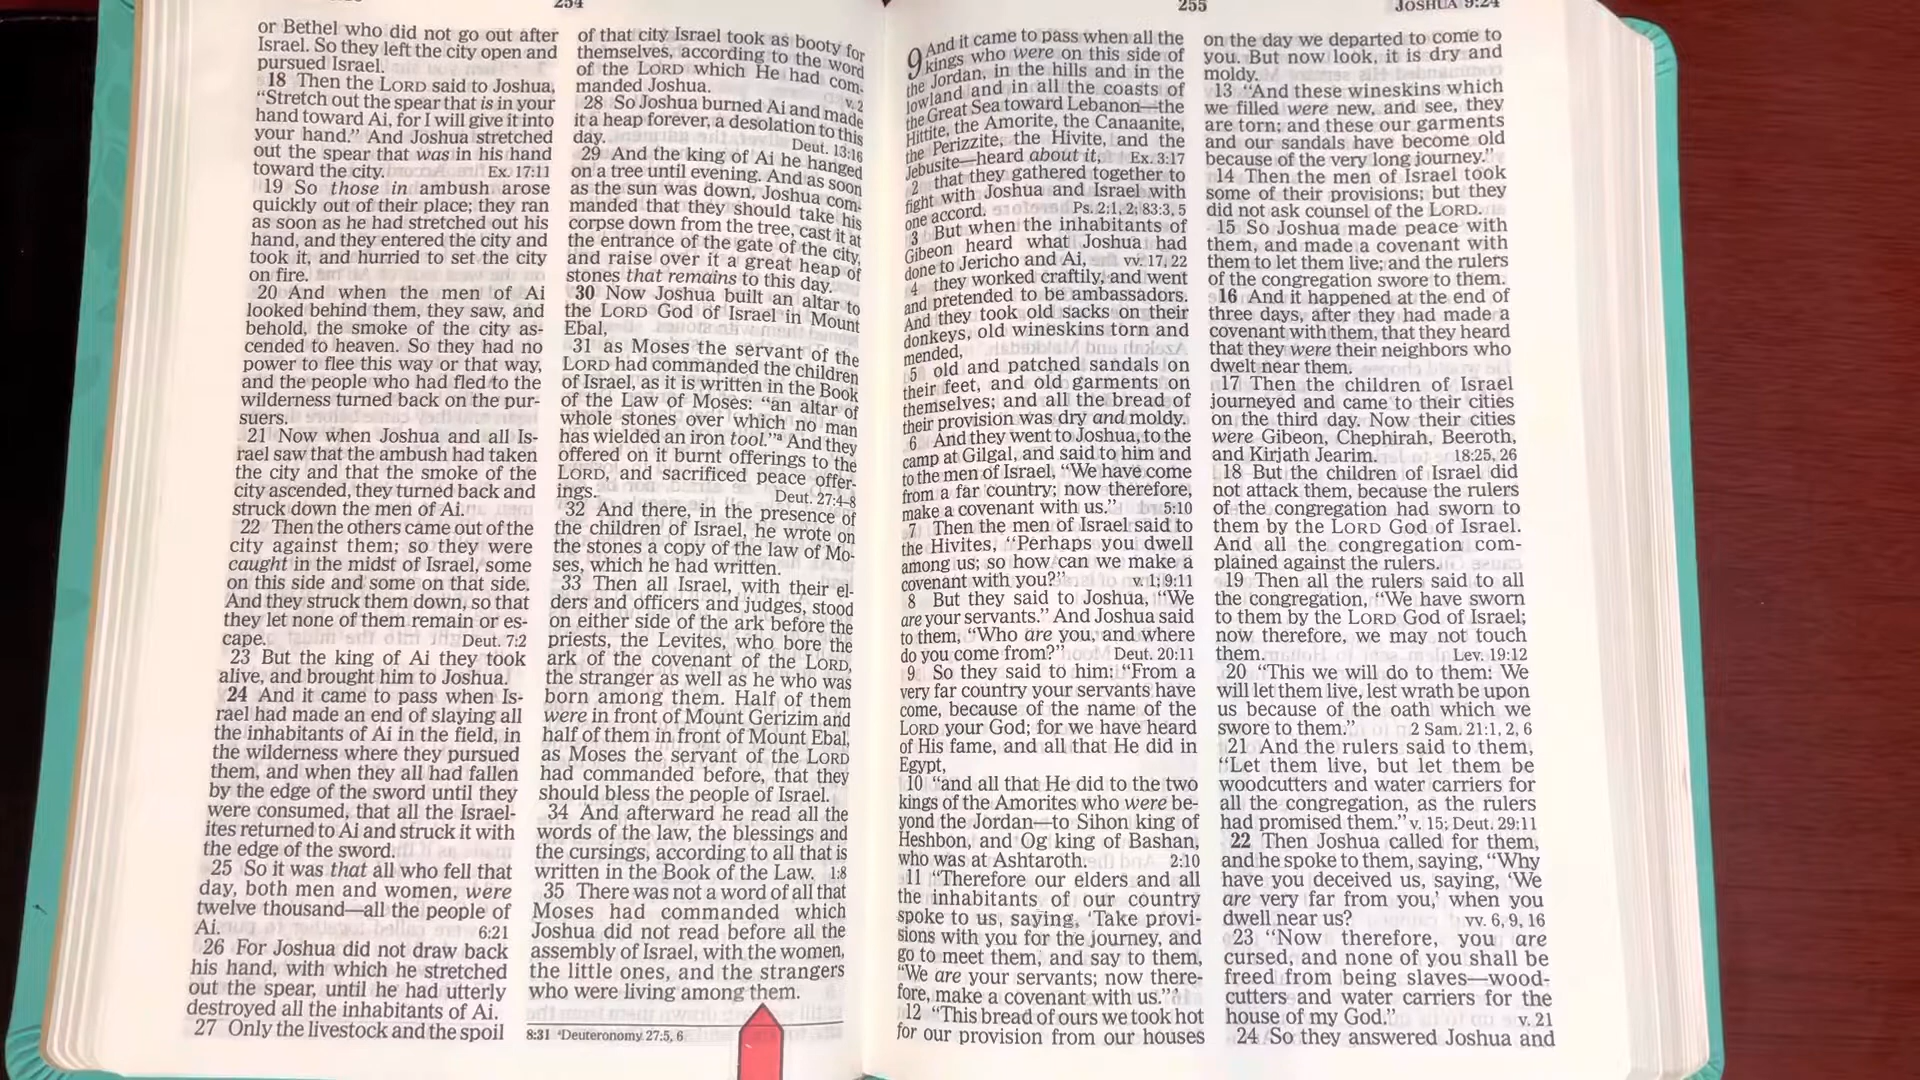 254
or Bethel who did not go out after
Israel. So they left the city open and
pursued Israel.
18 Then the LORD said to Joshua,
“Stretch out the spear that is in your
hand toward Ai, for I will give it into
your hand.” And Joshua stretched
out the spear that was in his hand
toward the city. Ex. 17:11
19 So those in ambush arose
quickly out of their place; they ran
as soon as he had stretched out his
hand, and they entered the city and
took it, and hurried to set the city
on fire.
20 And when the men of Ai
looked behind them, they saw, and
behold, the smoke of the city as-
cended to heaven. So they had no
power to flee this way or that way,
and the people who had fled to the
wilderness turned back on the pur-
suers.
21 Now when Joshua and all Is-
rael saw that the ambush had taken
the city and that the smoke of the
city ascended, they turned back and
struck down the men of Ai.
22 Then the others came out of the
city against them; so they were
caught in the midst of Israel, some
on this side and some on that side.
And they struck them down, so that
they let none of them remain or es-
cape. Deut. 7:2
23 But the king of Ai they took
alive, and brought him to Joshua.
24 And it came to pass when Is-
rael had made an end of slaying all
the inhabitants of Ai in the field, in
the wilderness where they pursued
them, and when they all had fallen
by the edge of the sword until they
were consumed, that all the Israel-
ites returned to Ai and struck it with
the edge of the sword.
25 So it was that all who fell that
day, both men and women, were
twelve thousand—all the people of
Ai. 6:21
26 For Joshua did not draw back
his hand, with which he stretched
out the spear, until he had utterly
destroyed all the inhabitants of Ai.
27 Only the livestock and the spoil
of that city Israel took as booty for
themselves, according to the word
of the LORD which He had com-
manded Joshua. v. 2
28 So Joshua burned Ai and made
it a heap forever, a desolation to this
day. Deut. 13:16
29 And the king of Ai he hanged
on a tree until evening. And as soon
as the sun was down, Joshua com-
manded that they should take his
corpse down from the tree, cast it at
the entrance of the gate of the city,
and raise over it a great heap of
stones that remains to this day.
30 Now Joshua built an altar to
the LORD God of Israel in Mount
Ebal,
31 as Moses the servant of the
LORD had commanded the children
of Israel, as it is written in the Book
of the Law of Moses: “an altar of
whole stones over which no man
has wielded an iron tool.”ᵃ And they
offered on it burnt offerings to the
LORD, and sacrificed peace offer-
ings. Deut. 27:4–8
32 And there, in the presence of
the children of Israel, he wrote on
the stones a copy of the law of Mo-
ses, which he had written.
33 Then all Israel, with their el-
ders and officers and judges, stood
on either side of the ark before the
priests, the Levites, who bore the
ark of the covenant of the LORD,
the stranger as well as he who was
born among them. Half of them
were in front of Mount Gerizim and
half of them in front of Mount Ebal,
as Moses the servant of the LORD
had commanded before, that they
should bless the people of Israel.
34 And afterward he read all the
words of the law, the blessings and
the cursings, according to all that is
written in the Book of the Law. 1:8
35 There was not a word of all that
Moses had commanded which
Joshua did not read before all the
assembly of Israel, with the women,
the little ones, and the strangers
who were living among them.
8:31 ᵃDeuteronomy 27:5, 6
255 JOSHUA 9:24
9 And it came to pass when all the
kings who were on this side of
the Jordan, in the hills and in the
lowland and in all the coasts of
the Great Sea toward Lebanon—the
Hittite, the Amorite, the Canaanite,
the Perizzite, the Hivite, and the
Jebusite—heard about it, Ex. 3:17
2 that they gathered together to
fight with Joshua and Israel with
one accord. Ps. 2:1, 2; 83:3, 5
3 But when the inhabitants of
Gibeon heard what Joshua had
done to Jericho and Ai, vv. 17, 22
4 they worked craftily, and went
and pretended to be ambassadors.
And they took old sacks on their
donkeys, old wineskins torn and
mended,
5 old and patched sandals on
their feet, and old garments on
themselves; and all the bread of
their provision was dry and moldy.
6 And they went to Joshua, to the
camp at Gilgal, and said to him and
to the men of Israel, “We have come
from a far country; now therefore,
make a covenant with us.” 5:10
7 Then the men of Israel said to
the Hivites, “Perhaps you dwell
among us; so how can we make a
covenant with you?” v. 1; 9:11
8 But they said to Joshua, “We
are your servants.” And Joshua said
to them, “Who are you, and where
do you come from?” Deut. 20:11
9 So they said to him: “From a
very far country your servants have
come, because of the name of the
LORD your God; for we have heard
of His fame, and all that He did in
Egypt,
10 “and all that He did to the two
kings of the Amorites who were be-
yond the Jordan—to Sihon king of
Heshbon, and Og king of Bashan,
who was at Ashtaroth. 2:10
11 “Therefore our elders and all
the inhabitants of our country
spoke to us, saying, ‘Take provi-
sions with you for the journey, and
go to meet them, and say to them,
“We are your servants; now there-
fore, make a covenant with us.” ’
12 “This bread of ours we took hot
for our provision from our houses
on the day we departed to come to
you. But now look, it is dry and
moldy.
13 “And these wineskins which
we filled were new, and see, they
are torn; and these our garments
and our sandals have become old
because of the very long journey.”
14 Then the men of Israel took
some of their provisions; but they
did not ask counsel of the LORD.
15 So Joshua made peace with
them, and made a covenant with
them to let them live; and the rulers
of the congregation swore to them.
16 And it happened at the end of
three days, after they had made a
covenant with them, that they heard
that they were their neighbors who
dwelt near them.
17 Then the children of Israel
journeyed and came to their cities
on the third day. Now their cities
were Gibeon, Chephirah, Beeroth,
and Kirjath Jearim. 18:25, 26
18 But the children of Israel did
not attack them, because the rulers
of the congregation had sworn to
them by the LORD God of Israel.
And all the congregation com-
plained against the rulers.
19 Then all the rulers said to all
the congregation, “We have sworn
to them by the LORD God of Israel;
now therefore, we may not touch
them. Lev. 19:12
20 “This we will do to them: We
will let them live, lest wrath be upon
us because of the oath which we
swore to them.” 2 Sam. 21:1, 2, 6
21 And the rulers said to them,
“Let them live, but let them be
woodcutters and water carriers for
all the congregation, as the rulers
had promised them.” v. 15; Deut. 29:11
22 Then Joshua called for them,
and he spoke to them, saying, “Why
have you deceived us, saying, ‘We
are very far from you,’ when you
dwell near us? vv. 6, 9, 16
23 “Now therefore, you are
cursed, and none of you shall be
freed from being slaves—wood-
cutters and water carriers for the
house of my God.” v. 21
24 So they answered Joshua and